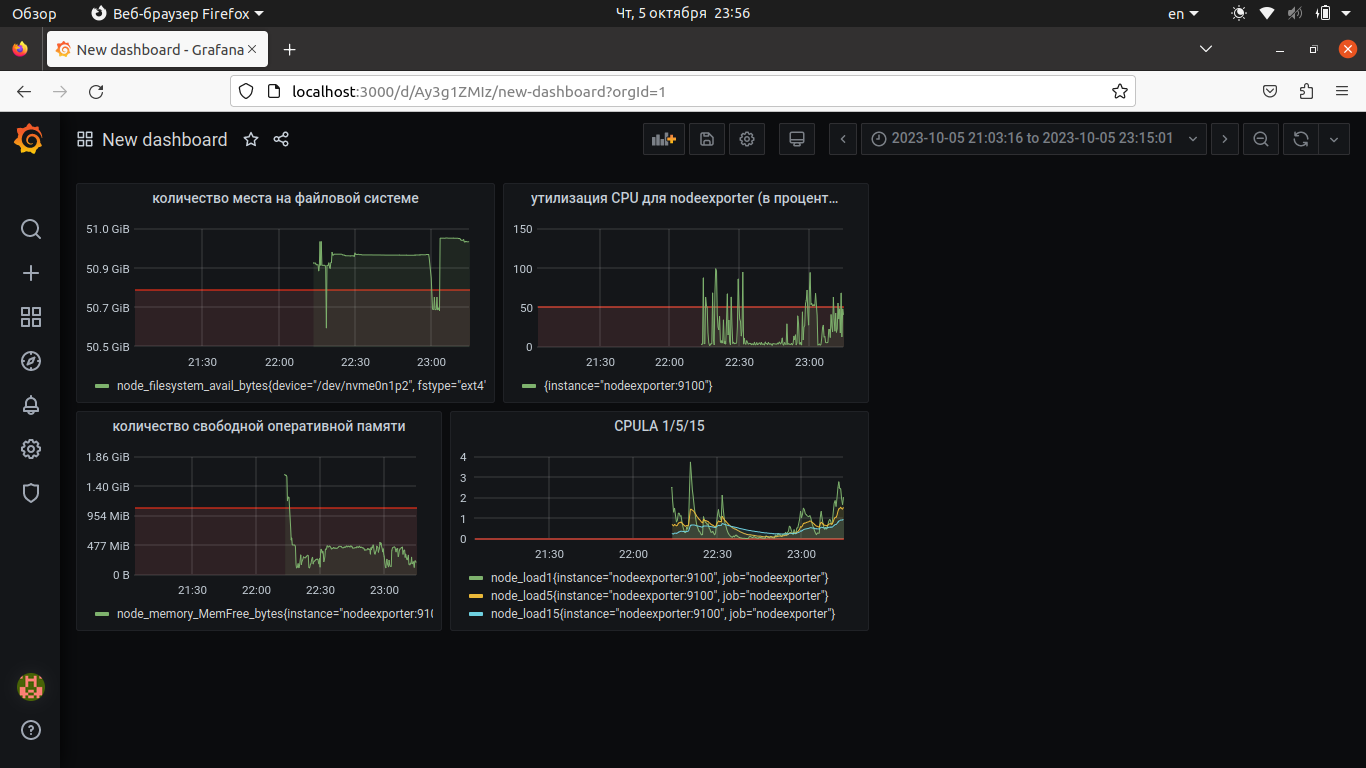 Обзор
Веб-браузер Firefox
Чт, 5 октября 23:56
en
New dashboard - Grafana
localhost:3000/d/Ay3g1ZMIz/new-dashboard?orgId=1
New dashboard
2023-10-05 21:03:16 to 2023-10-05 23:15:01
количество места на файловой системе
51.0 GiB
50.9 GiB
50.7 GiB
50.5 GiB
21:30 22:00 22:30 23:00
node_filesystem_avail_bytes{device="/dev/nvme0n1p2", fstype="ext4"
утилизация CPU для nodeexporter (в процент...
150
100
50
0
21:30 22:00 22:30 23:00
{instance="nodeexporter:9100"}
количество свободной оперативной памяти
1.86 GiB
1.40 GiB
954 MiB
477 MiB
0 B
21:30 22:00 22:30 23:00
node_memory_MemFree_bytes{instance="nodeexporter:910
CPULA 1/5/15
4
3
2
1
0
21:30 22:00 22:30 23:00
node_load1{instance="nodeexporter:9100", job="nodeexporter"}
node_load5{instance="nodeexporter:9100", job="nodeexporter"}
node_load15{instance="nodeexporter:9100", job="nodeexporter"}